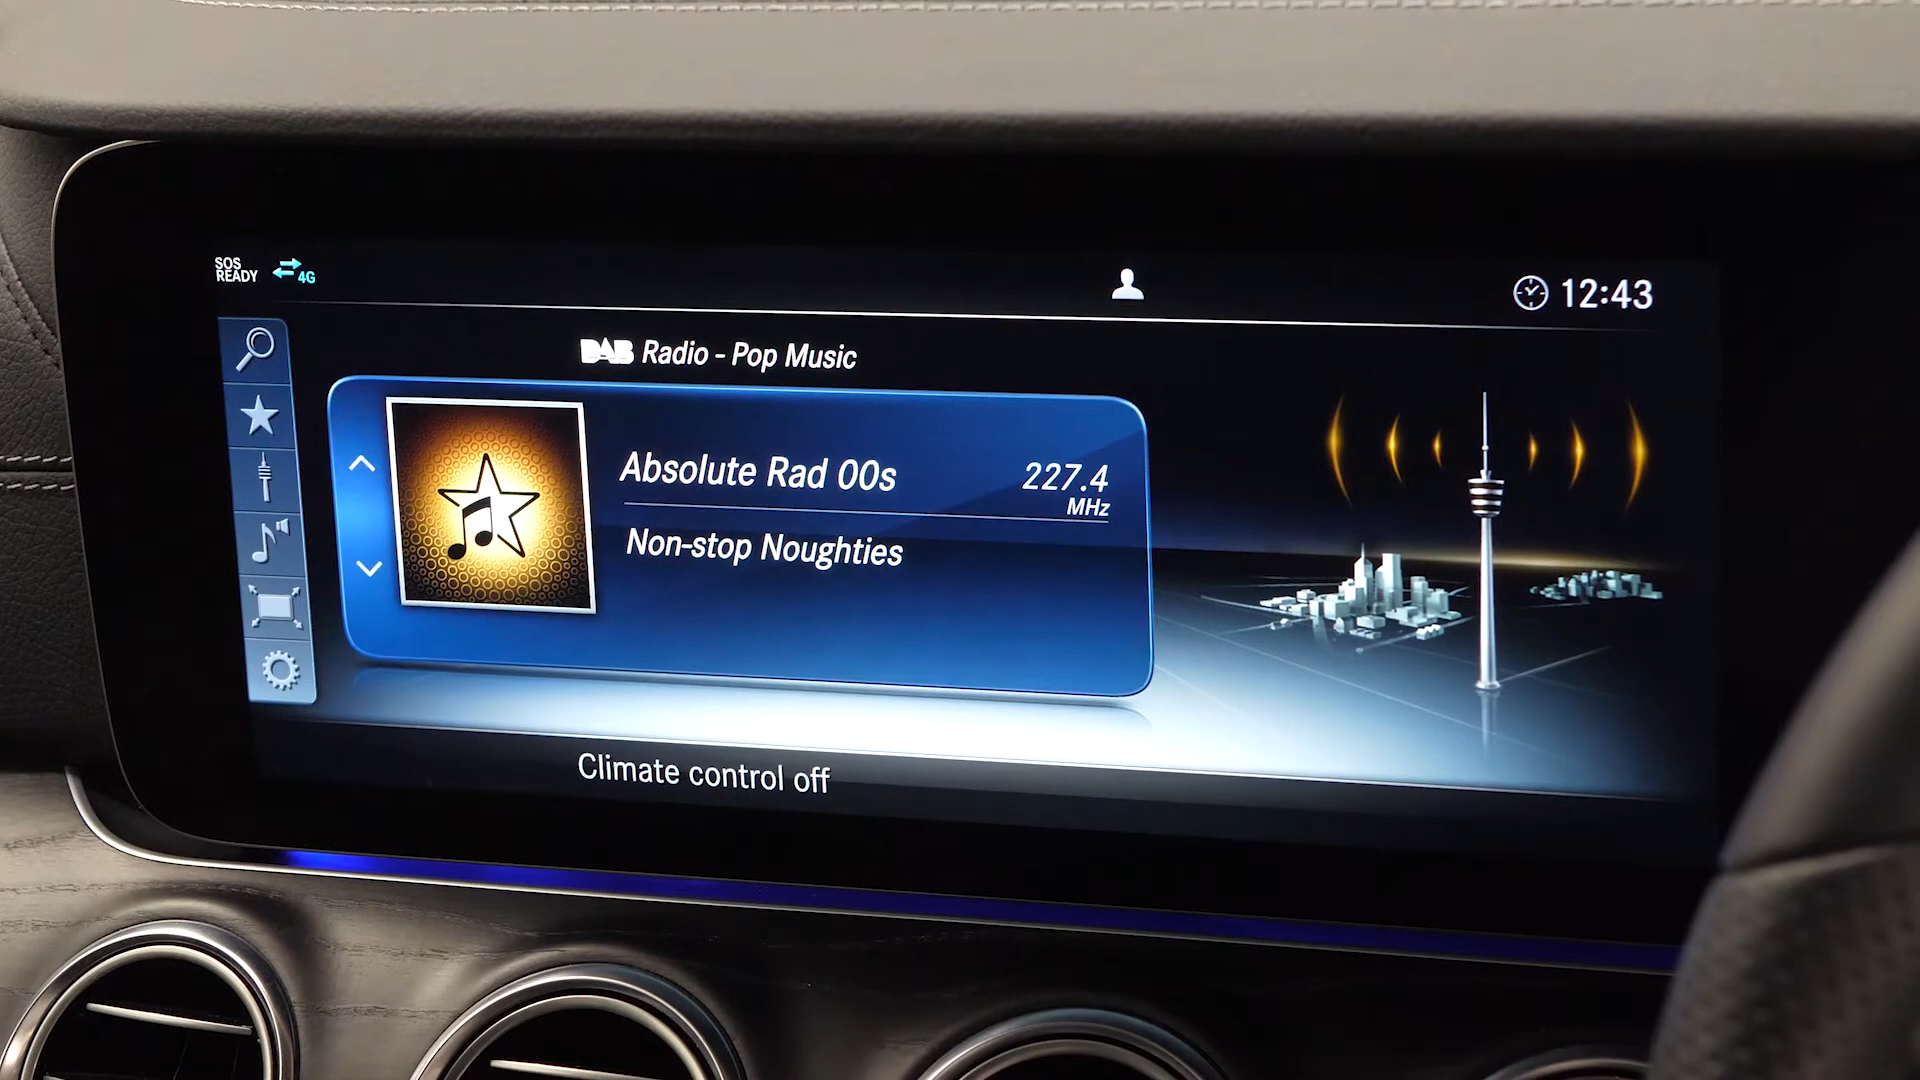 SOS
READY
4G
12:43
DAB Radio - Pop Music
Absolute Rad 00s
227.4
MHz
Non-stop Noughties
Climate control off